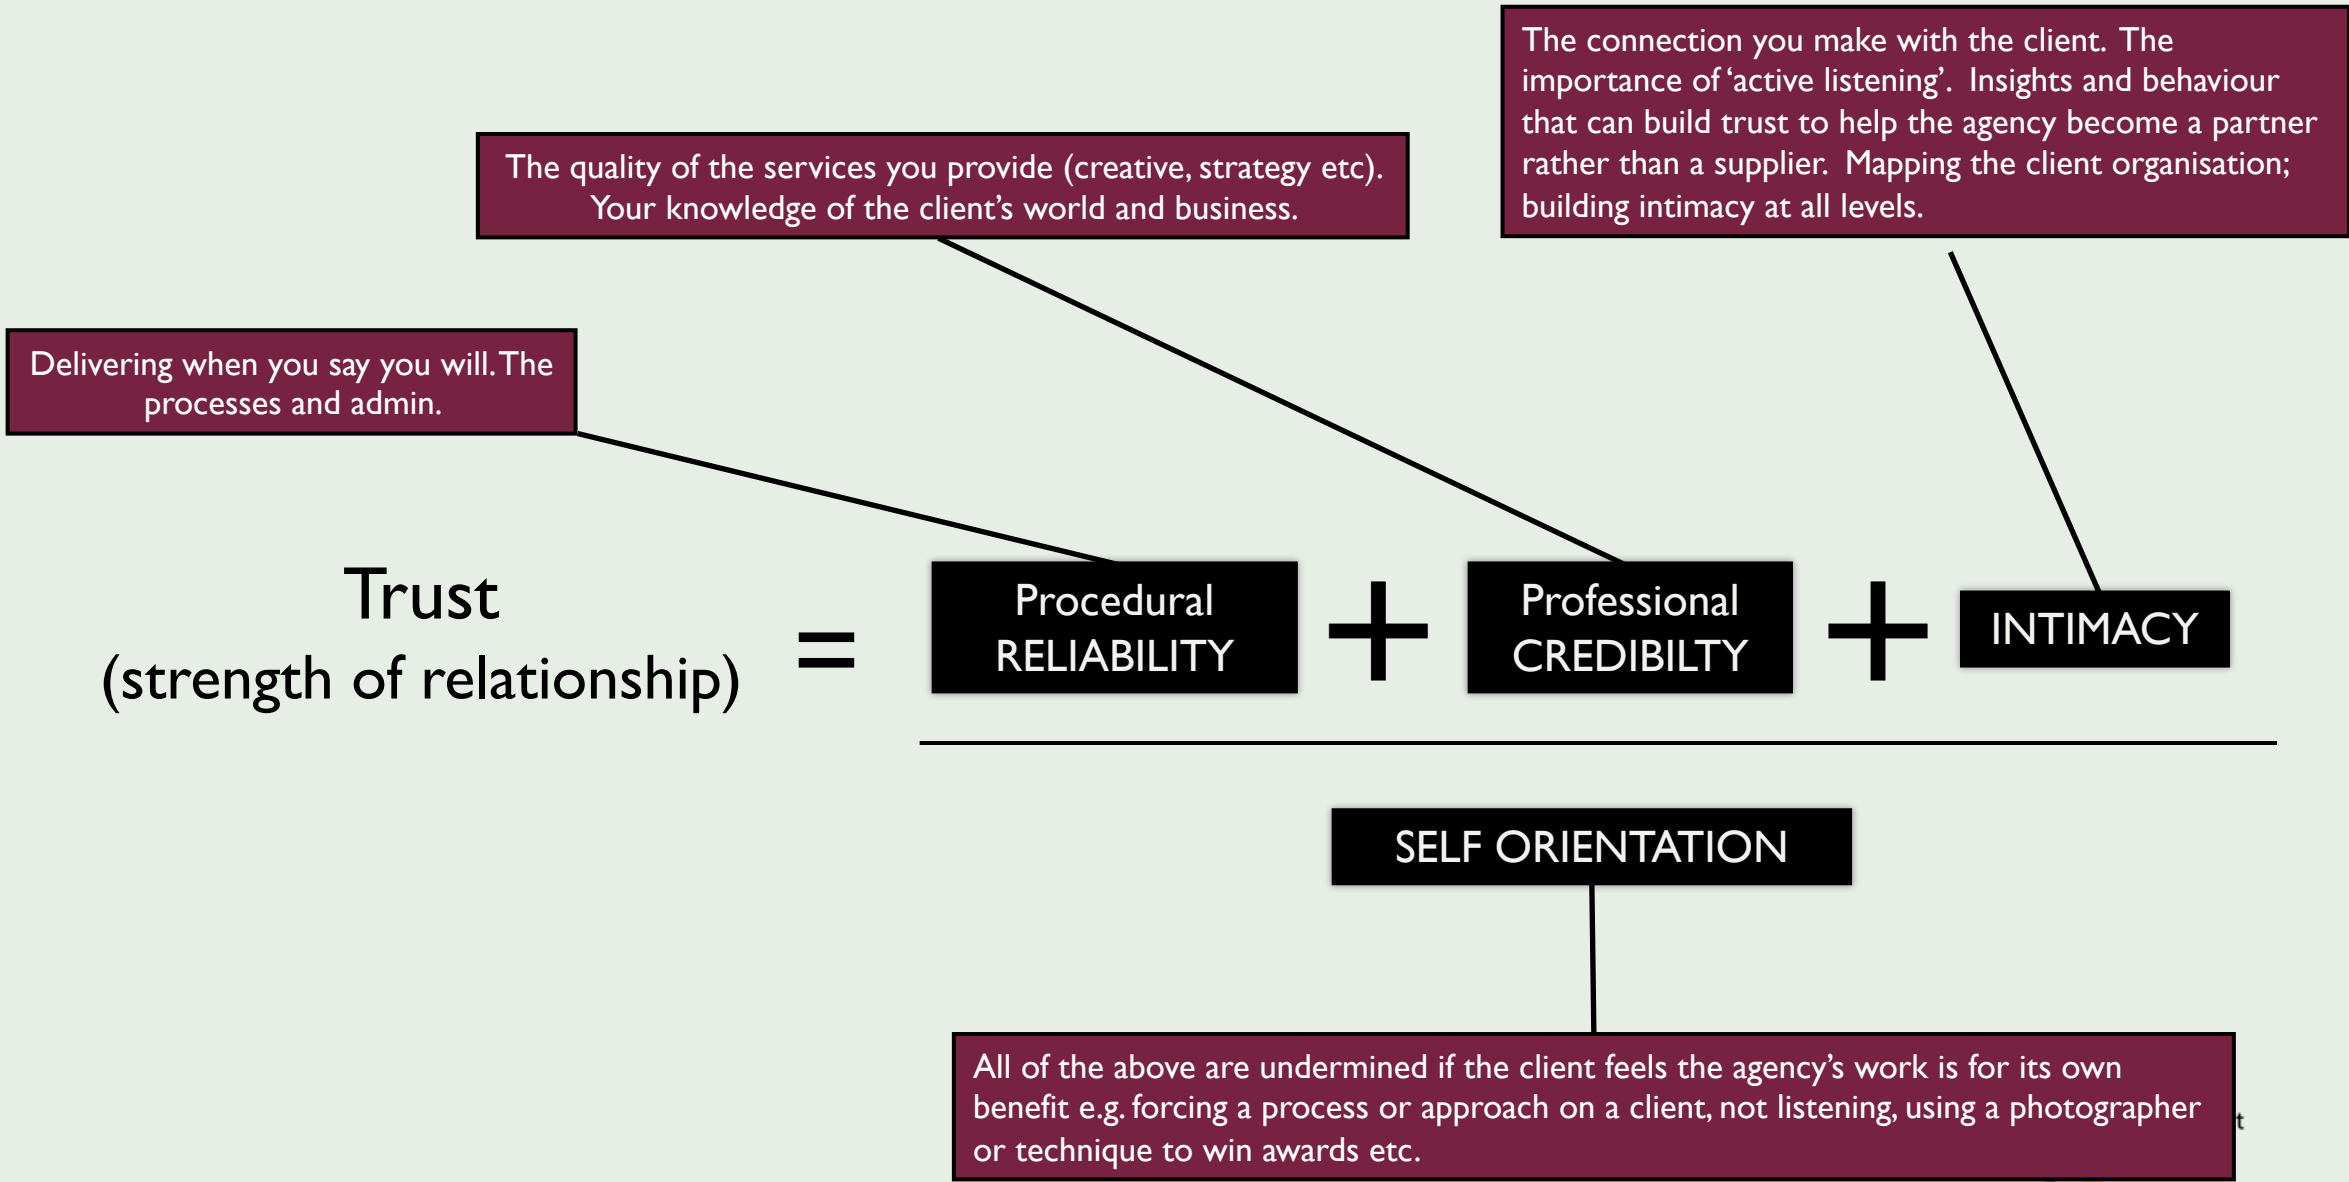 The connection you make with the client. The
importance of ‘active listening’. Insights and behaviour
that can build trust to help the agency become a partner
rather than a supplier. Mapping the client organisation;
building intimacy at all levels.
The quality of the services you provide (creative, strategy etc).
Your knowledge of the client’s world and business.
Delivering when you say you will. The
processes and admin.
Trust
(strength of relationship)
=
Procedural
RELIABILITY
+
Professional
CREDIBILTY
+
INTIMACY
SELF ORIENTATION
All of the above are undermined if the client feels the agency’s work is for its own
benefit e.g. forcing a process or approach on a client, not listening, using a photographer
or technique to win awards etc.
t